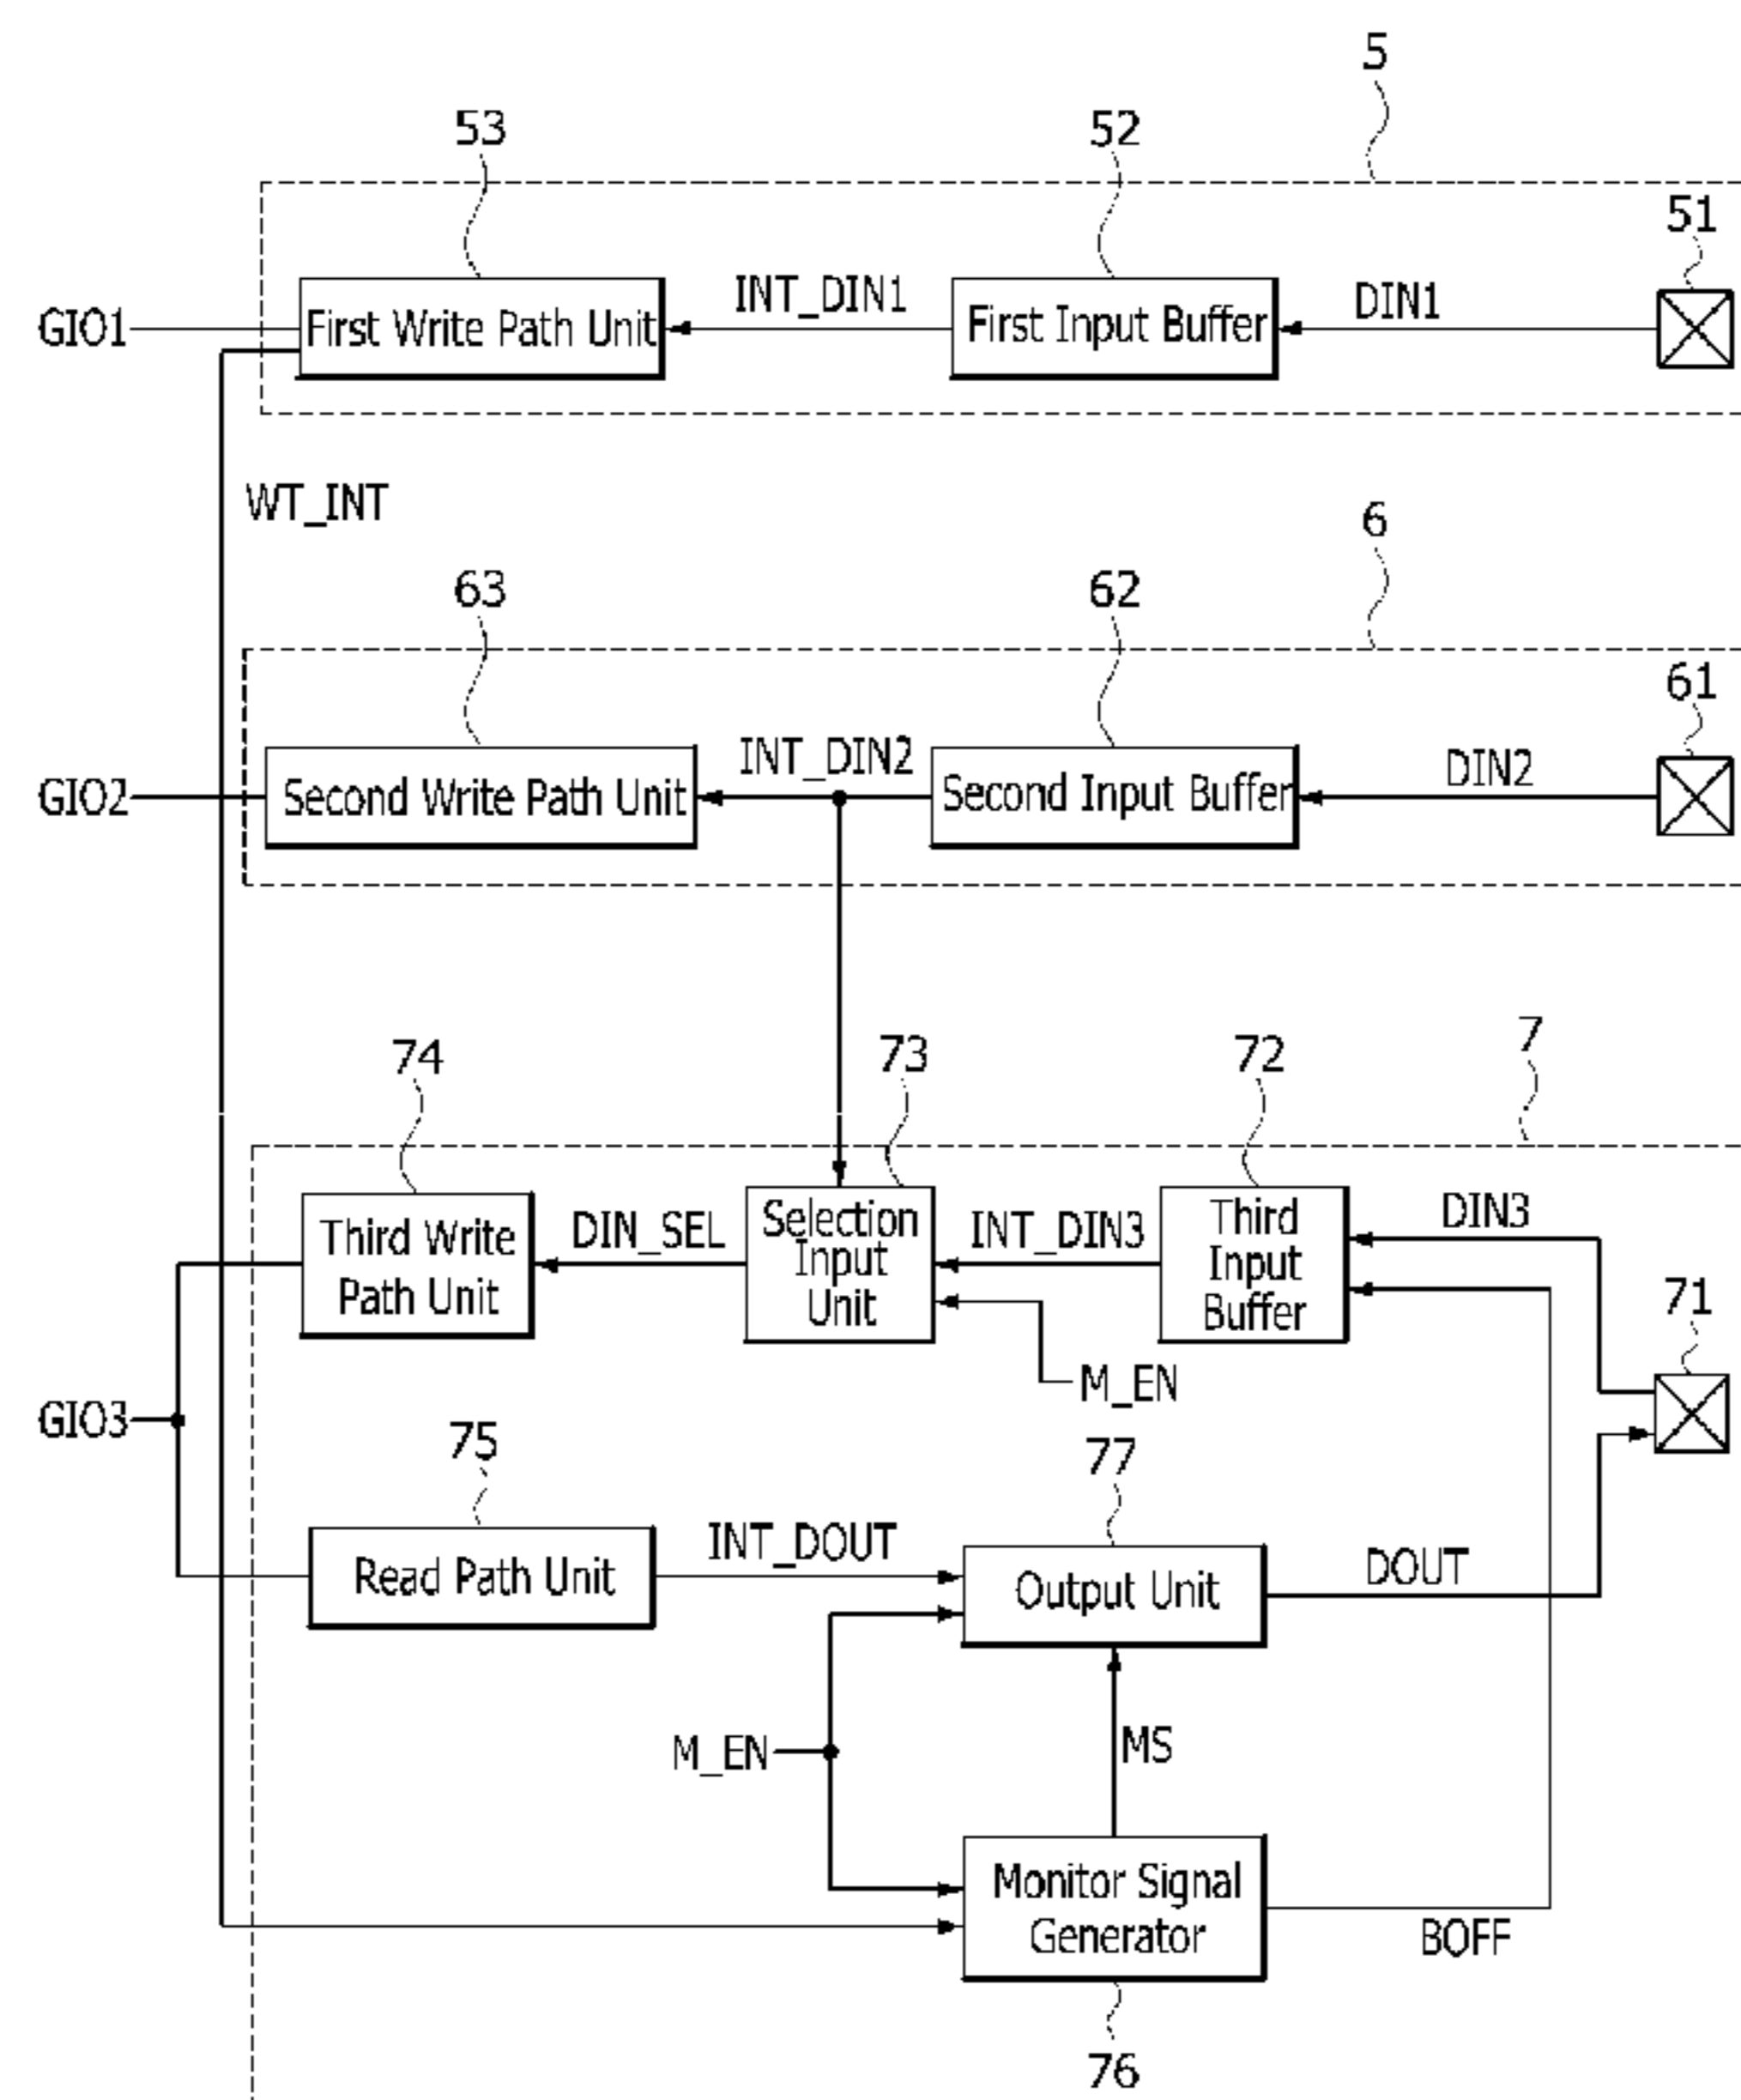 5
53
52
51
GIO1
First Write Path Unit
INT_DIN1
First Input Buffer
DIN1
WT_INT
6
63
62
61
GIO2
Second Write Path Unit
INT_DIN2
Second Input Buffer
DIN2
7
74
73
72
71
Third Write
Path Unit
DIN_SEL
Selection
Input
Unit
INT_DIN3
Third
Input
Buffer
DIN3
M_EN
GIO3
75
77
Read Path Unit
INT_DOUT
Output Unit
DOUT
M_EN
MS
Monitor Signal
Generator
BOFF
76